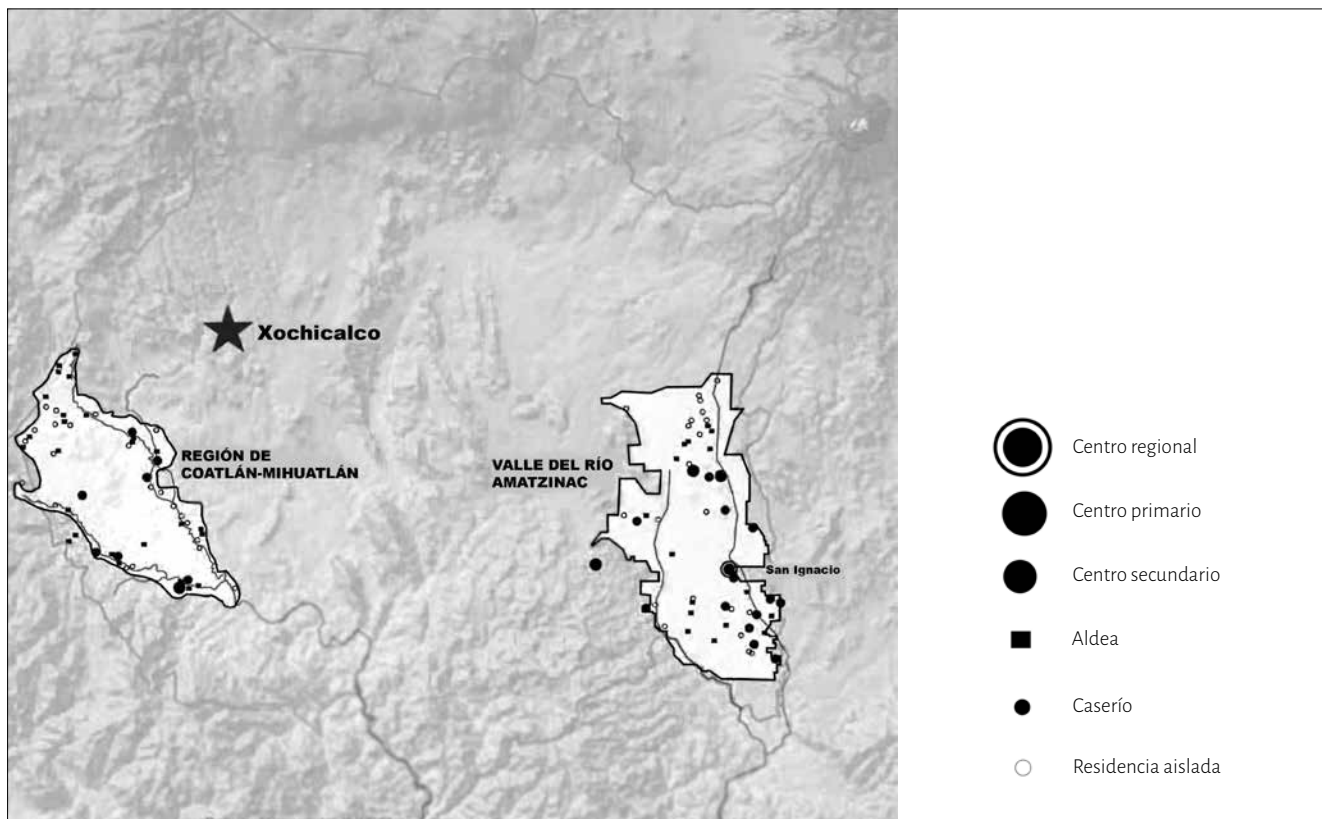 Xochicalco
REGIÓN DE
COATLÁN-MIHUATLÁN
VALLE DEL RÍO
AMATZINAC
San Ignacio
Centro regional
Centro primario
Centro secundario
Aldea
Caserío
Residencia aislada